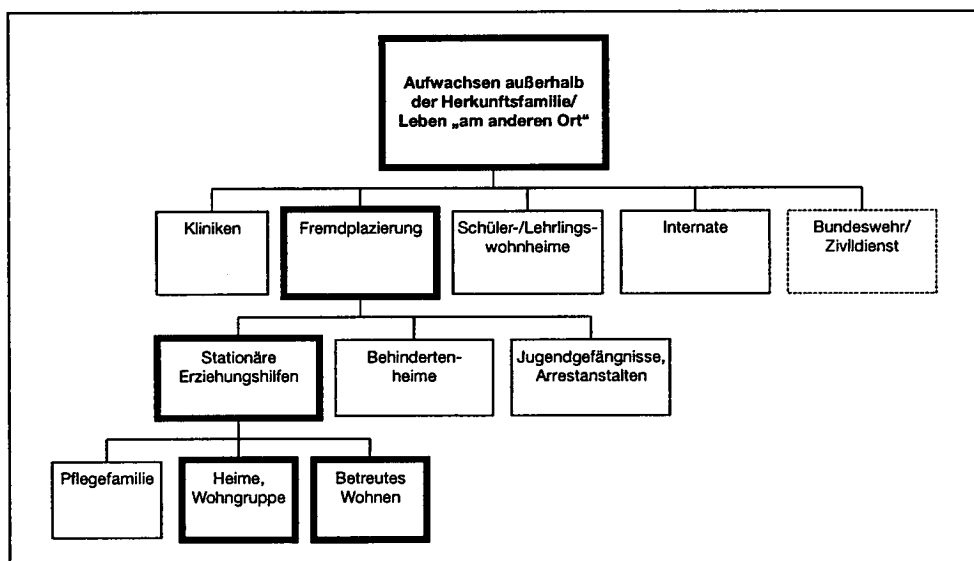 Aufwachsen außerhalb
der Herkunftsfamilie/
Leben „am anderen Ort“
Kliniken
Fremdplazierung
Schüler-/Lehrlings-
wohnheime
Internate
Bundeswehr/
Zivildienst
Stationäre
Erziehungshilfen
Behinderten-
heime
Jugendgefängnisse,
Arrestanstalten
Pflegefamilie
Heime,
Wohngruppe
Betreutes
Wohnen